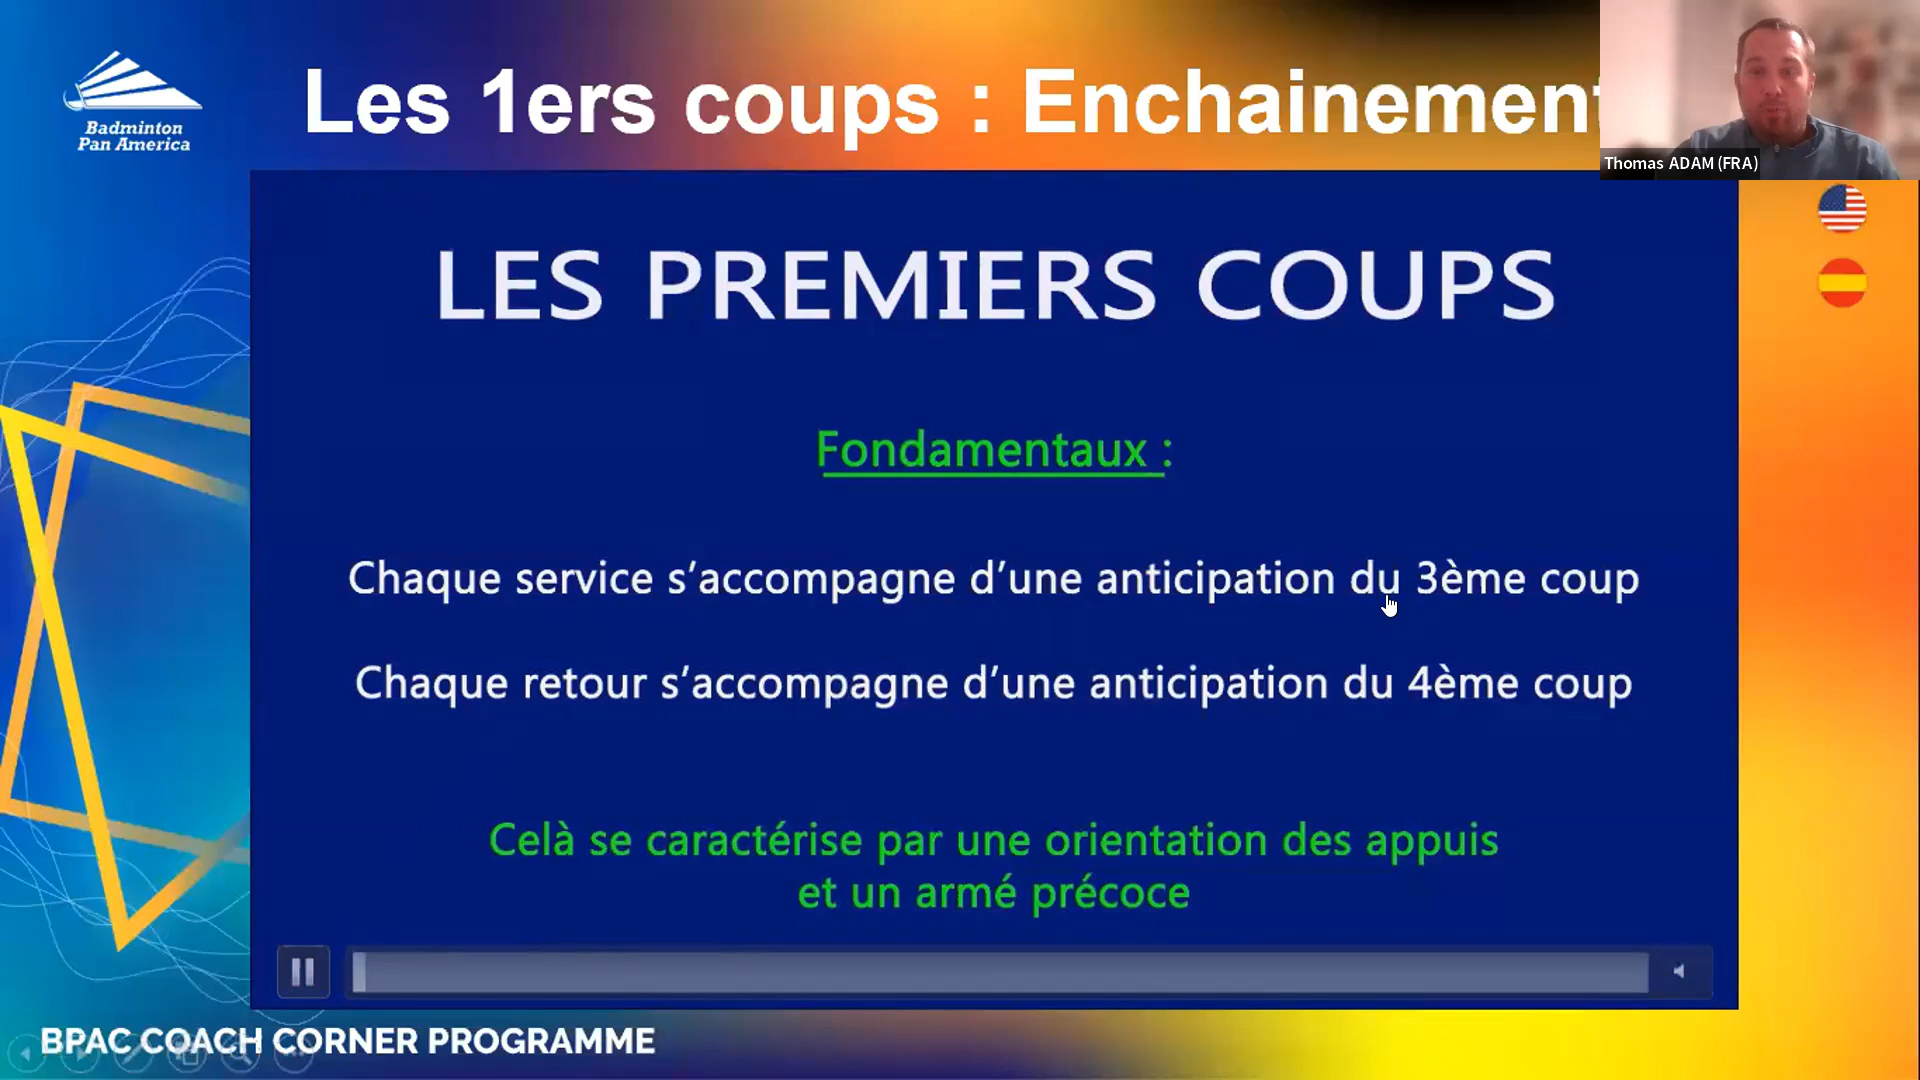 Badminton
Pan America
Les 1ers coups : Enchainement
Thomas ADAM (FRA)
LES PREMIERS COUPS
Fondamentaux :
Chaque service s’accompagne d’une anticipation du 3ème coup
Chaque retour s’accompagne d’une anticipation du 4ème coup
Celà se caractérise par une orientation des appuis
et un armé précoce
BPAC COACH CORNER PROGRAMME